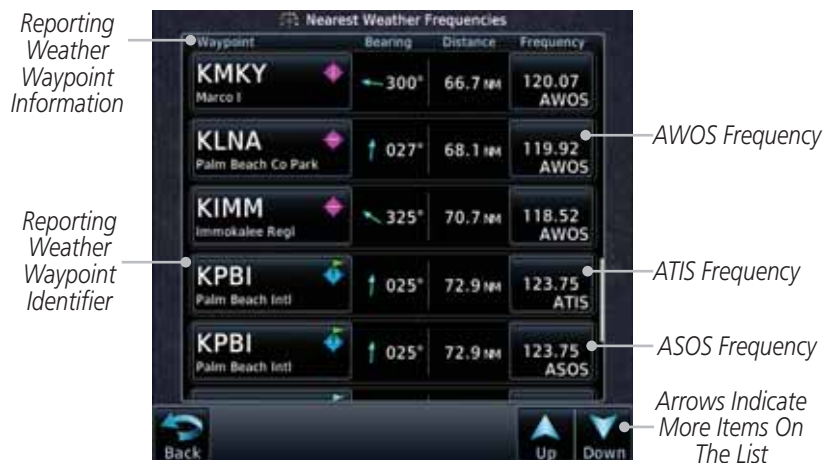 Nearest Weather Frequencies
Reporting
Weather
Waypoint
Information
Waypoint Bearing Distance Frequency
KMKY
Marco I
300° 66.7 NM
120.07
AWOS
KLNA
Palm Beach Co Park
027° 68.1 NM
119.92
AWOS
AWOS Frequency
KIMM
Immokalee Regl
325° 70.7 NM
118.52
AWOS
Reporting
Weather
Waypoint
Identifier
KPBI
Palm Beach Intl
025° 72.9 NM
123.75
ATIS
ATIS Frequency
KPBI
Palm Beach Intl
025° 72.9 NM
123.75
ASOS
ASOS Frequency
Arrows Indicate
More Items On
The List
Back
Up
Down